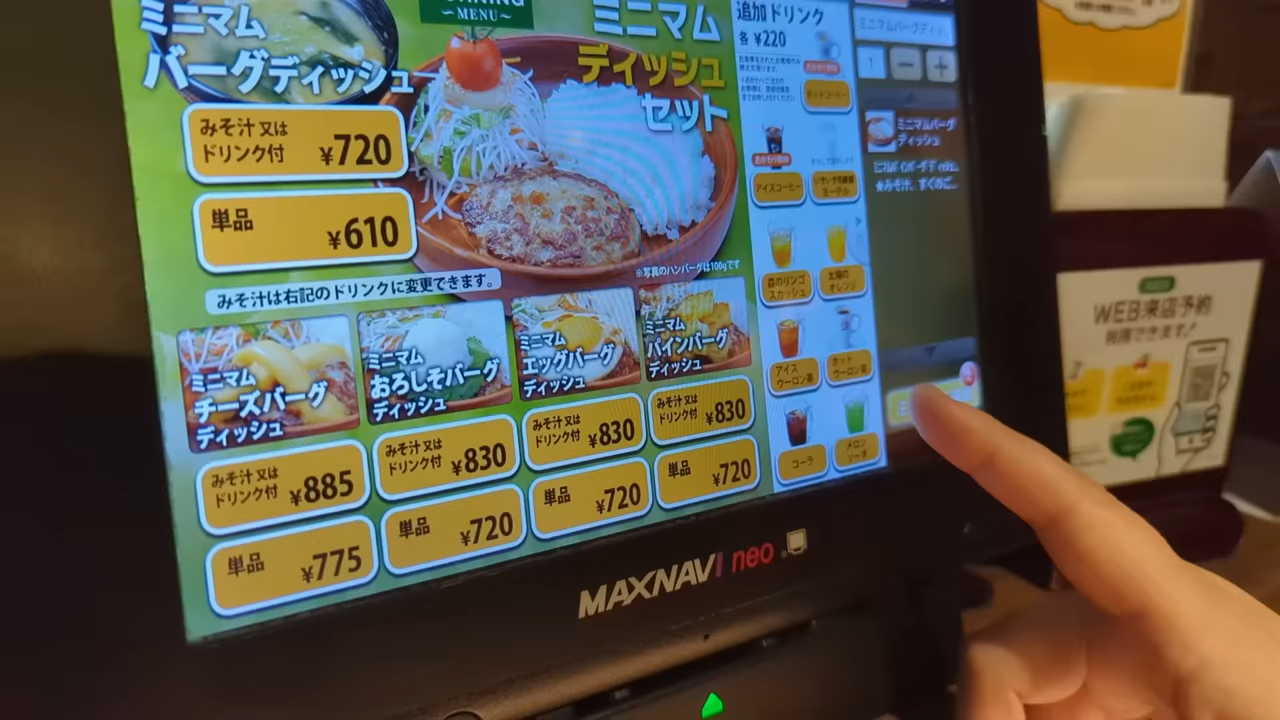 MENU
ミニマム
バーグディッシュ
みそ汁 又は
ドリンク付 ¥720
単品 ¥610
みそ汁は右記のドリンクに変更できます。
ミニマム
ディッシュ
セット
※写真のハンバーグは100gです
ミニマム
チーズバーグ
ディッシュ
みそ汁 又は
ドリンク付 ¥885
単品 ¥775
ミニマム
おろしそバーグ
ディッシュ
みそ汁 又は
ドリンク付 ¥830
単品 ¥720
ミニマム
エッグバーグ
ディッシュ
みそ汁 又は
ドリンク付 ¥830
単品 ¥720
ミニマム
パインバーグ
ディッシュ
みそ汁 又は
ドリンク付 ¥830
単品 ¥720
追加ドリンク
各 ¥220
ホットコーヒー
アイスコーヒー
森のリンゴ
スカッシュ
太陽の
オレンジ
アイス
ウーロン茶
ホット
ウーロン茶
コーラ
メロン
ソーダ
ミニマムバーグディッ..
1
ミニマムバーグ
ディッシュ
MAXNAVI neo
WEB来店予約